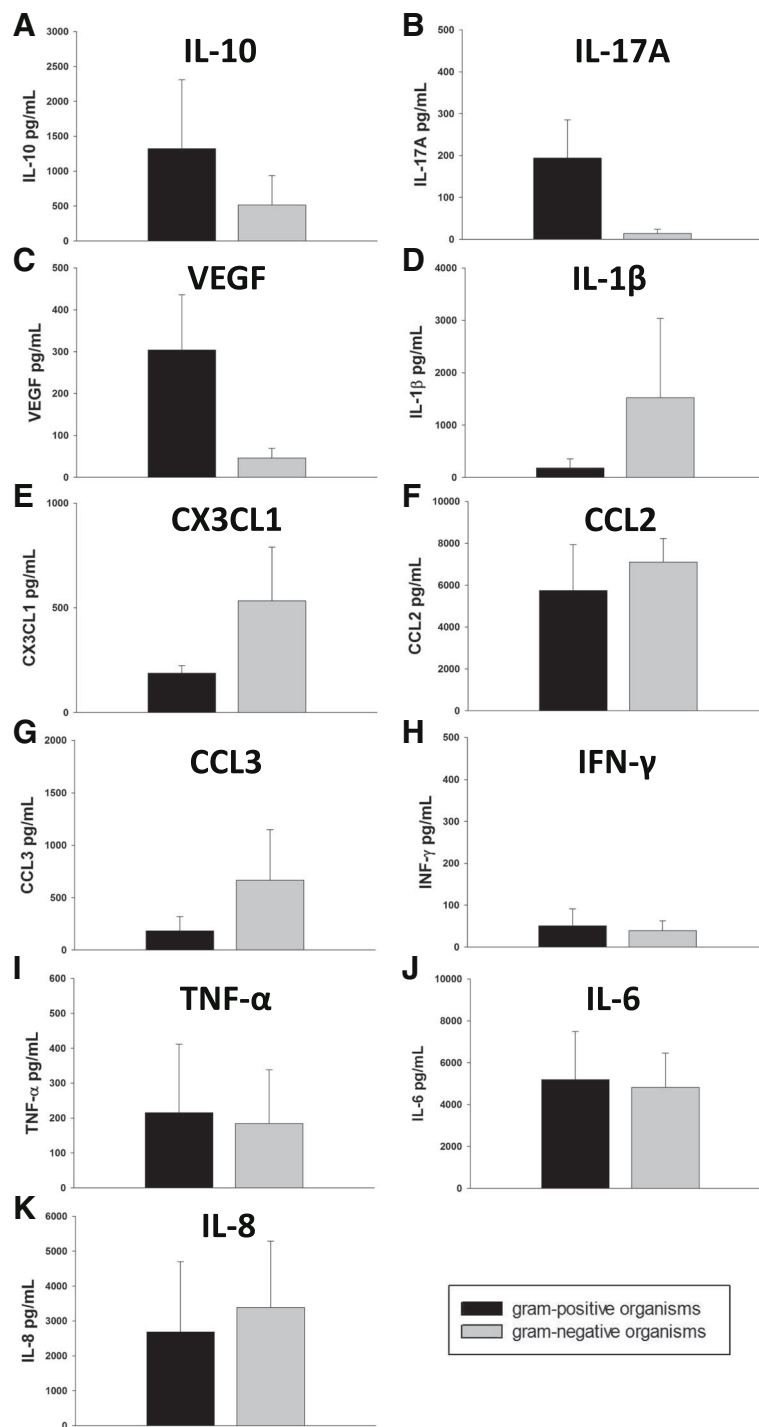 A
IL-10
IL-10 pg/mL
3000
2500
2000
1500
1000
500
0
B
IL-17A
IL-17A pg/mL
500
400
300
200
100
0
C
VEGF
VEGF pg/mL
500
400
300
200
100
0
D
IL-1β
IL-1β pg/mL
4000
3000
2000
1000
0
E
CX3CL1
CX3CL1 pg/mL
1000
500
0
F
CCL2
CCL2 pg/mL
10000
8000
6000
4000
2000
0
G
CCL3
CCL3 pg/mL
2000
1500
1000
500
0
H
IFN-γ
INF-γ pg/mL
500
400
300
200
100
0
I
TNF-α
TNF-α pg/mL
600
500
400
300
200
100
0
J
IL-6
IL-6 pg/mL
10000
8000
6000
4000
2000
0
K
IL-8
IL-8 pg/mL
6000
5000
4000
3000
2000
1000
0
gram-positive organisms
gram-negative organisms